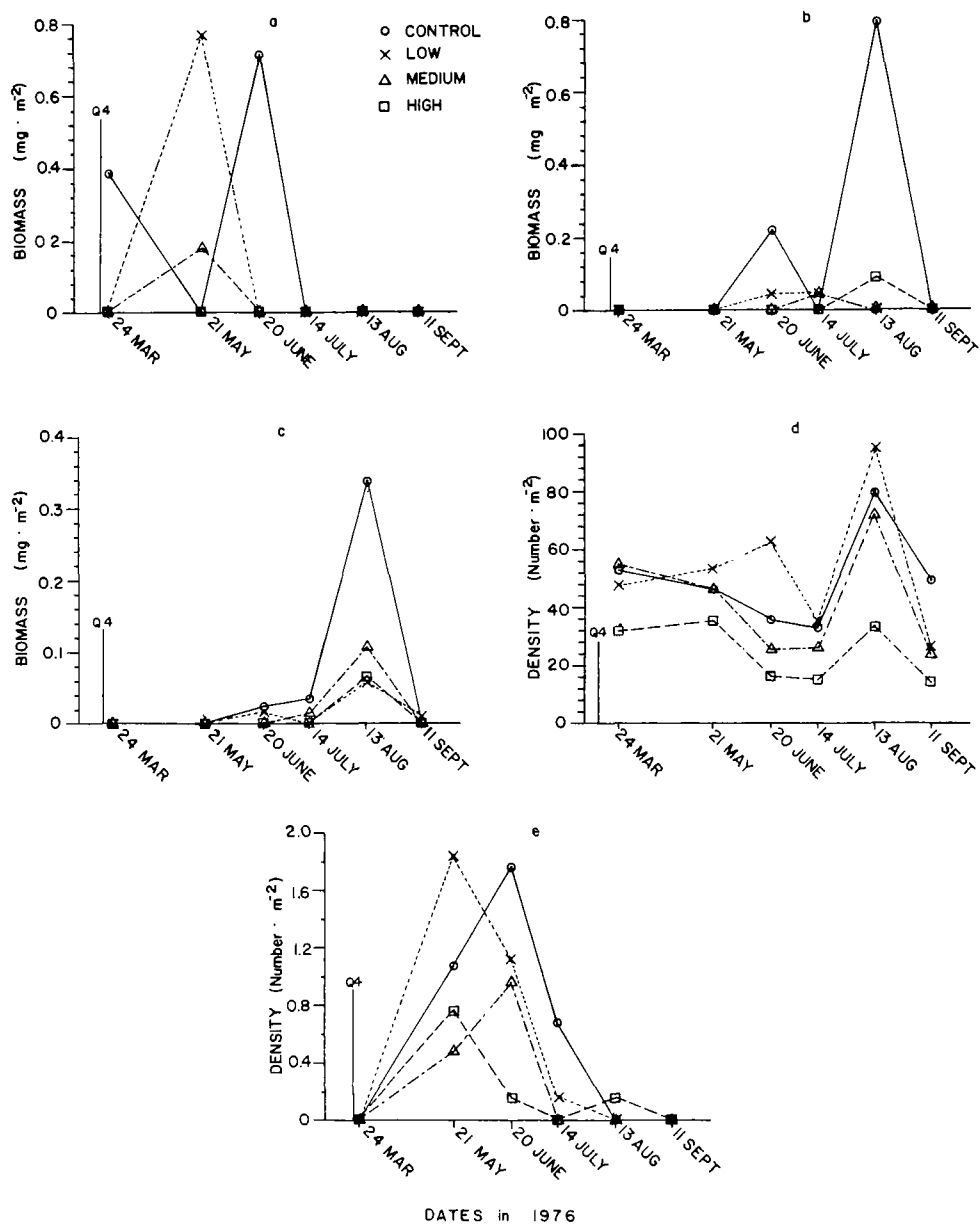 a
○ CONTROL
× LOW
△ MEDIUM
□ HIGH
BIOMASS (mg · m⁻²)
0.8
0.6
0.4
0.2
0
Q4
24 MAR
21 MAY
20 JUNE
14 JULY
13 AUG
11 SEPT
b
BIOMASS (mg m⁻²)
0.8
0.6
0.4
0.2
0
Q4
24 MAR
21 MAY
20 JUNE
14 JULY
13 AUG
11 SEPT
c
BIOMASS (mg · m⁻²)
0.4
0.3
0.2
0.1
0
Q4
24 MAR
21 MAY
20 JUNE
14 JULY
13 AUG
11 SEPT
d
DENSITY (Number · m⁻²)
100
80
60
40
20
0
Q4
24 MAR
21 MAY
20 JUNE
14 JULY
13 AUG
11 SEPT
e
DENSITY (Number · m⁻²)
2.0
1.6
1.2
0.8
0.4
0
Q4
24 MAR
21 MAY
20 JUNE
14 JULY
13 AUG
11 SEPT
DATES in 1976